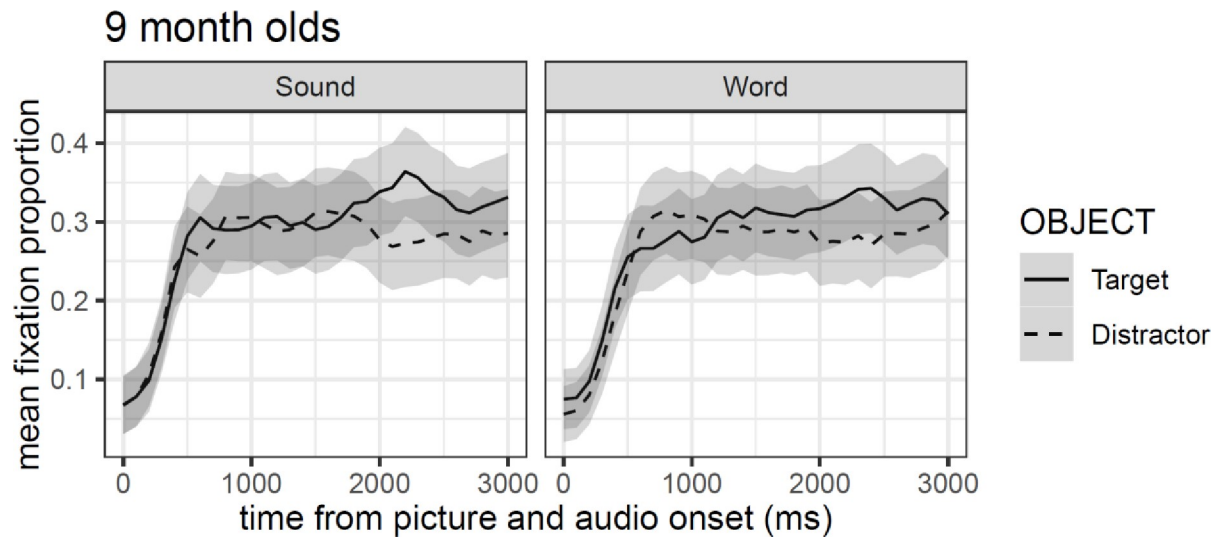 9 month olds
Sound
Word
mean fixation proportion
0.4
0.3
0.2
0.1
0 1000 2000 3000
0 1000 2000 3000
time from picture and audio onset (ms)
OBJECT
Target
Distractor